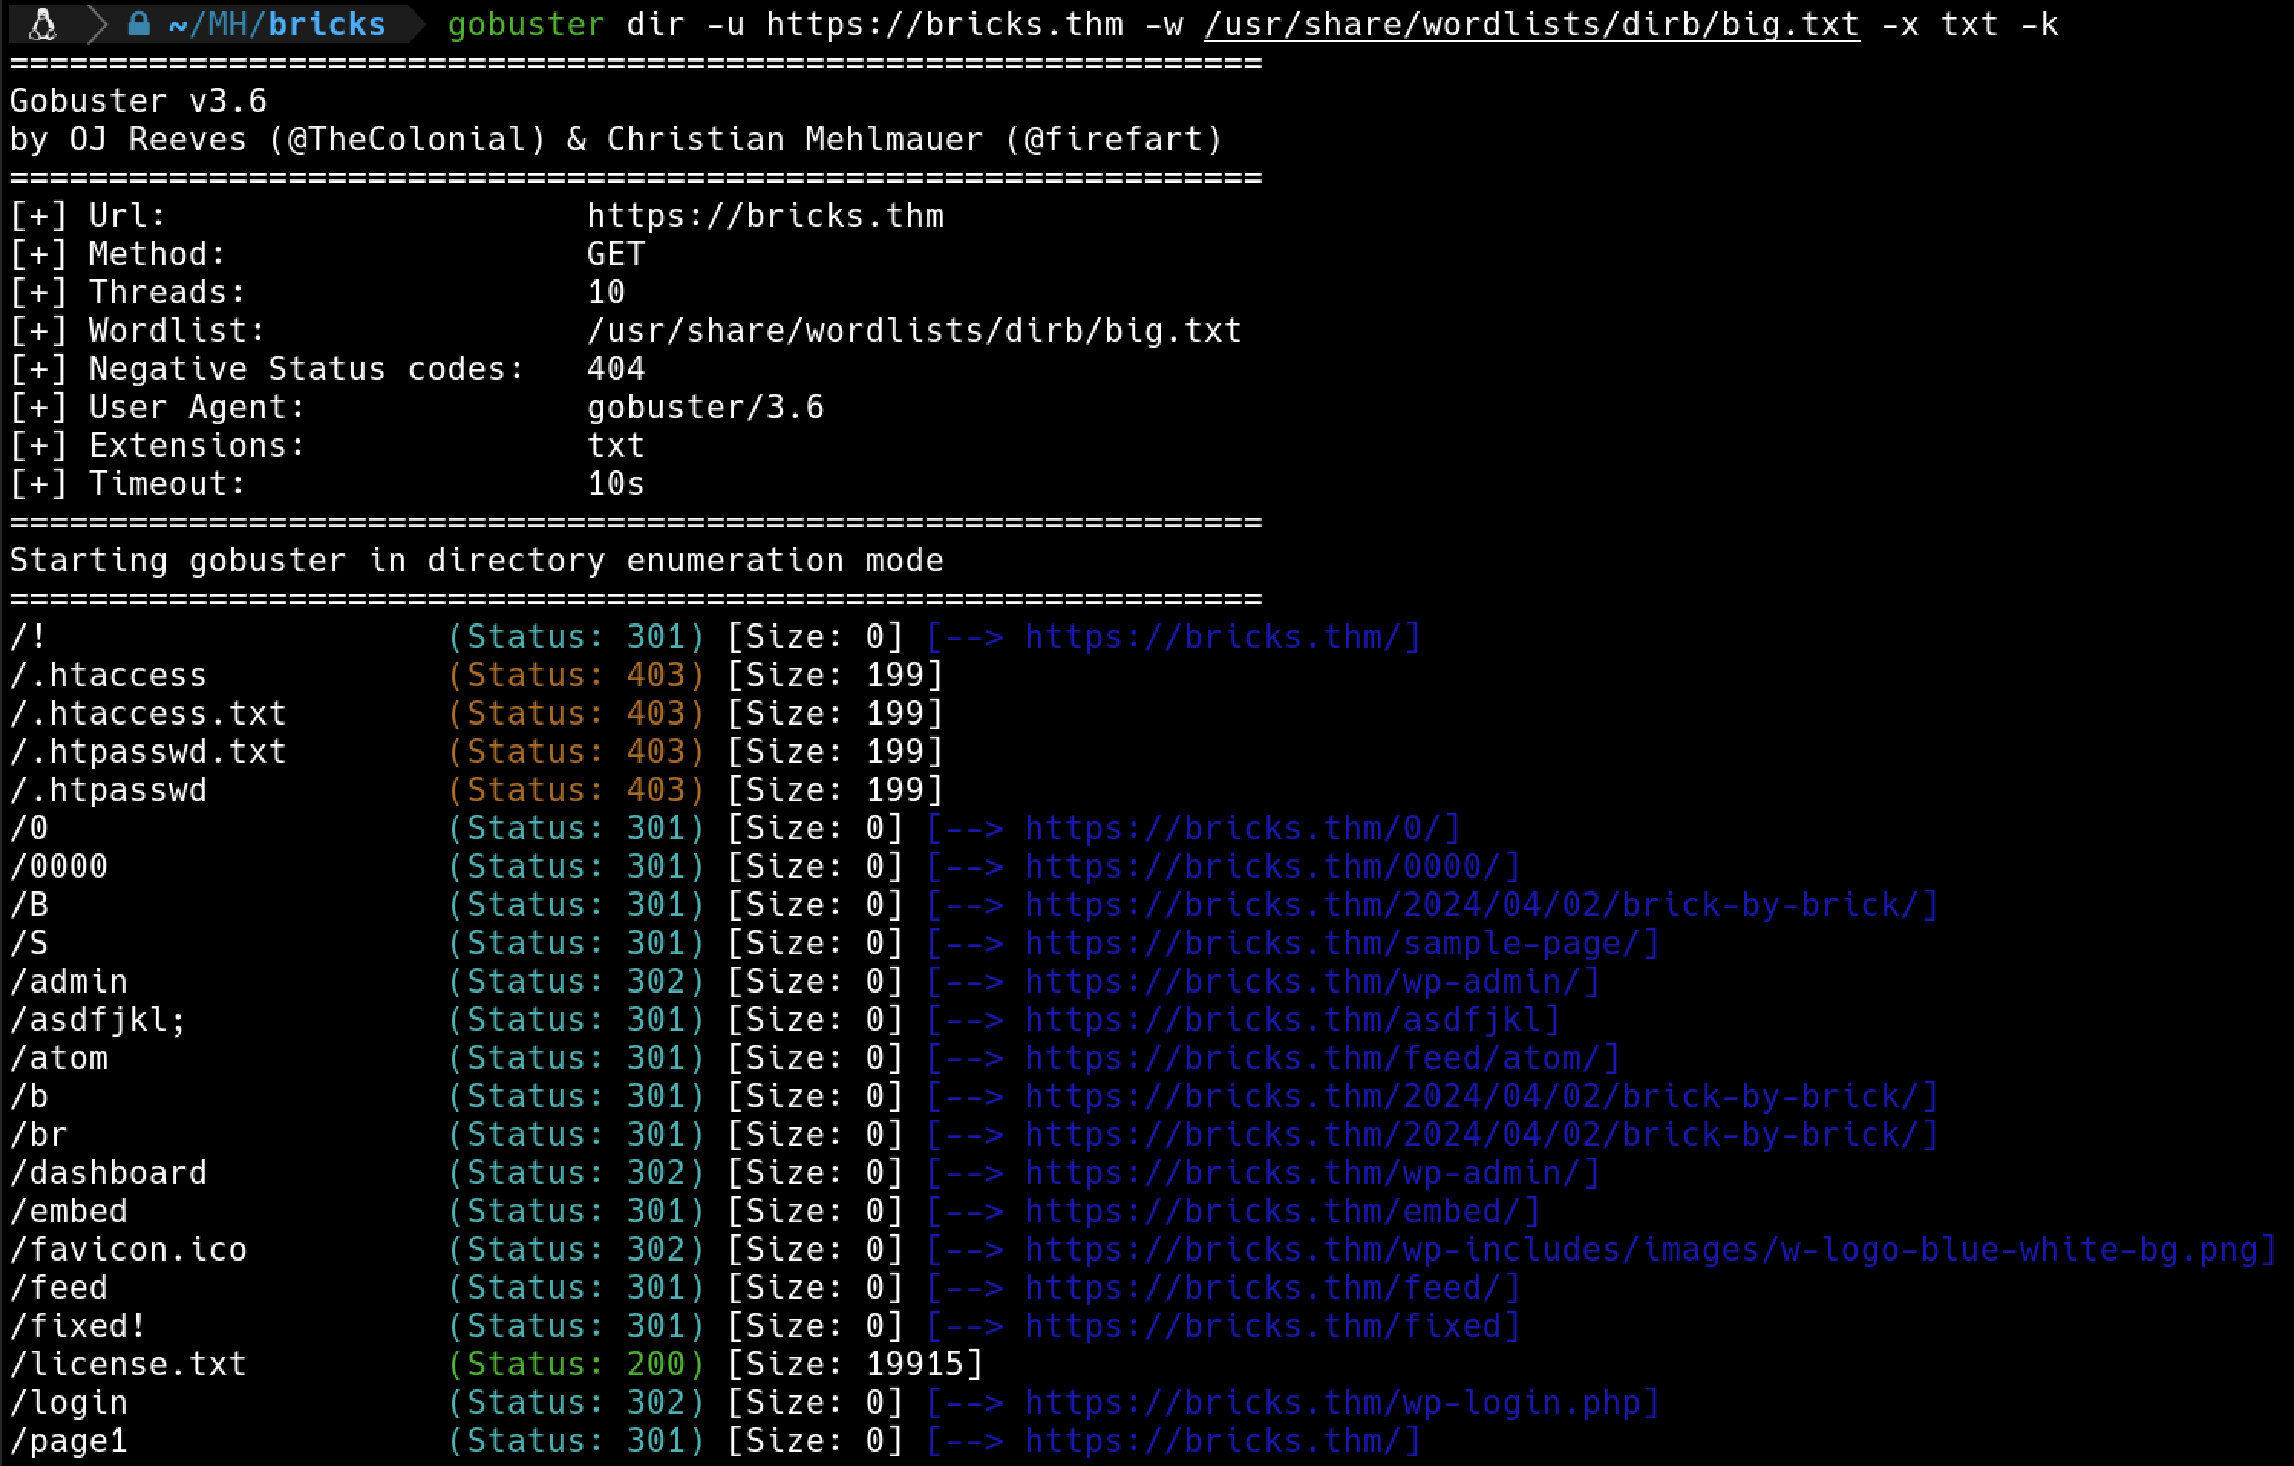 ~/MH/bricks gobuster dir -u https://bricks.thm -w /usr/share/wordlists/dirb/big.txt -x txt -k
===============================================================
Gobuster v3.6
by OJ Reeves (@TheColonial) & Christian Mehlmauer (@firefart)
===============================================================
[+] Url:                     https://bricks.thm
[+] Method:                  GET
[+] Threads:                 10
[+] Wordlist:                /usr/share/wordlists/dirb/big.txt
[+] Negative Status codes:   404
[+] User Agent:              gobuster/3.6
[+] Extensions:              txt
[+] Timeout:                 10s
===============================================================
Starting gobuster in directory enumeration mode
===============================================================
/!                    (Status: 301) [Size: 0] [--> https://bricks.thm/]
/.htaccess            (Status: 403) [Size: 199]
/.htaccess.txt        (Status: 403) [Size: 199]
/.htpasswd.txt        (Status: 403) [Size: 199]
/.htpasswd            (Status: 403) [Size: 199]
/0                    (Status: 301) [Size: 0] [--> https://bricks.thm/0/]
/0000                 (Status: 301) [Size: 0] [--> https://bricks.thm/0000/]
/B                    (Status: 301) [Size: 0] [--> https://bricks.thm/2024/04/02/brick-by-brick/]
/S                    (Status: 301) [Size: 0] [--> https://bricks.thm/sample-page/]
/admin                (Status: 302) [Size: 0] [--> https://bricks.thm/wp-admin/]
/asdfjkl;             (Status: 301) [Size: 0] [--> https://bricks.thm/asdfjkl]
/atom                 (Status: 301) [Size: 0] [--> https://bricks.thm/feed/atom/]
/b                    (Status: 301) [Size: 0] [--> https://bricks.thm/2024/04/02/brick-by-brick/]
/br                   (Status: 301) [Size: 0] [--> https://bricks.thm/2024/04/02/brick-by-brick/]
/dashboard            (Status: 302) [Size: 0] [--> https://bricks.thm/wp-admin/]
/embed                (Status: 301) [Size: 0] [--> https://bricks.thm/embed/]
/favicon.ico          (Status: 302) [Size: 0] [--> https://bricks.thm/wp-includes/images/w-logo-blue-white-bg.png]
/feed                 (Status: 301) [Size: 0] [--> https://bricks.thm/feed/]
/fixed!               (Status: 301) [Size: 0] [--> https://bricks.thm/fixed]
/license.txt          (Status: 200) [Size: 19915]
/login                (Status: 302) [Size: 0] [--> https://bricks.thm/wp-login.php]
/page1                (Status: 301) [Size: 0] [--> https://bricks.thm/]